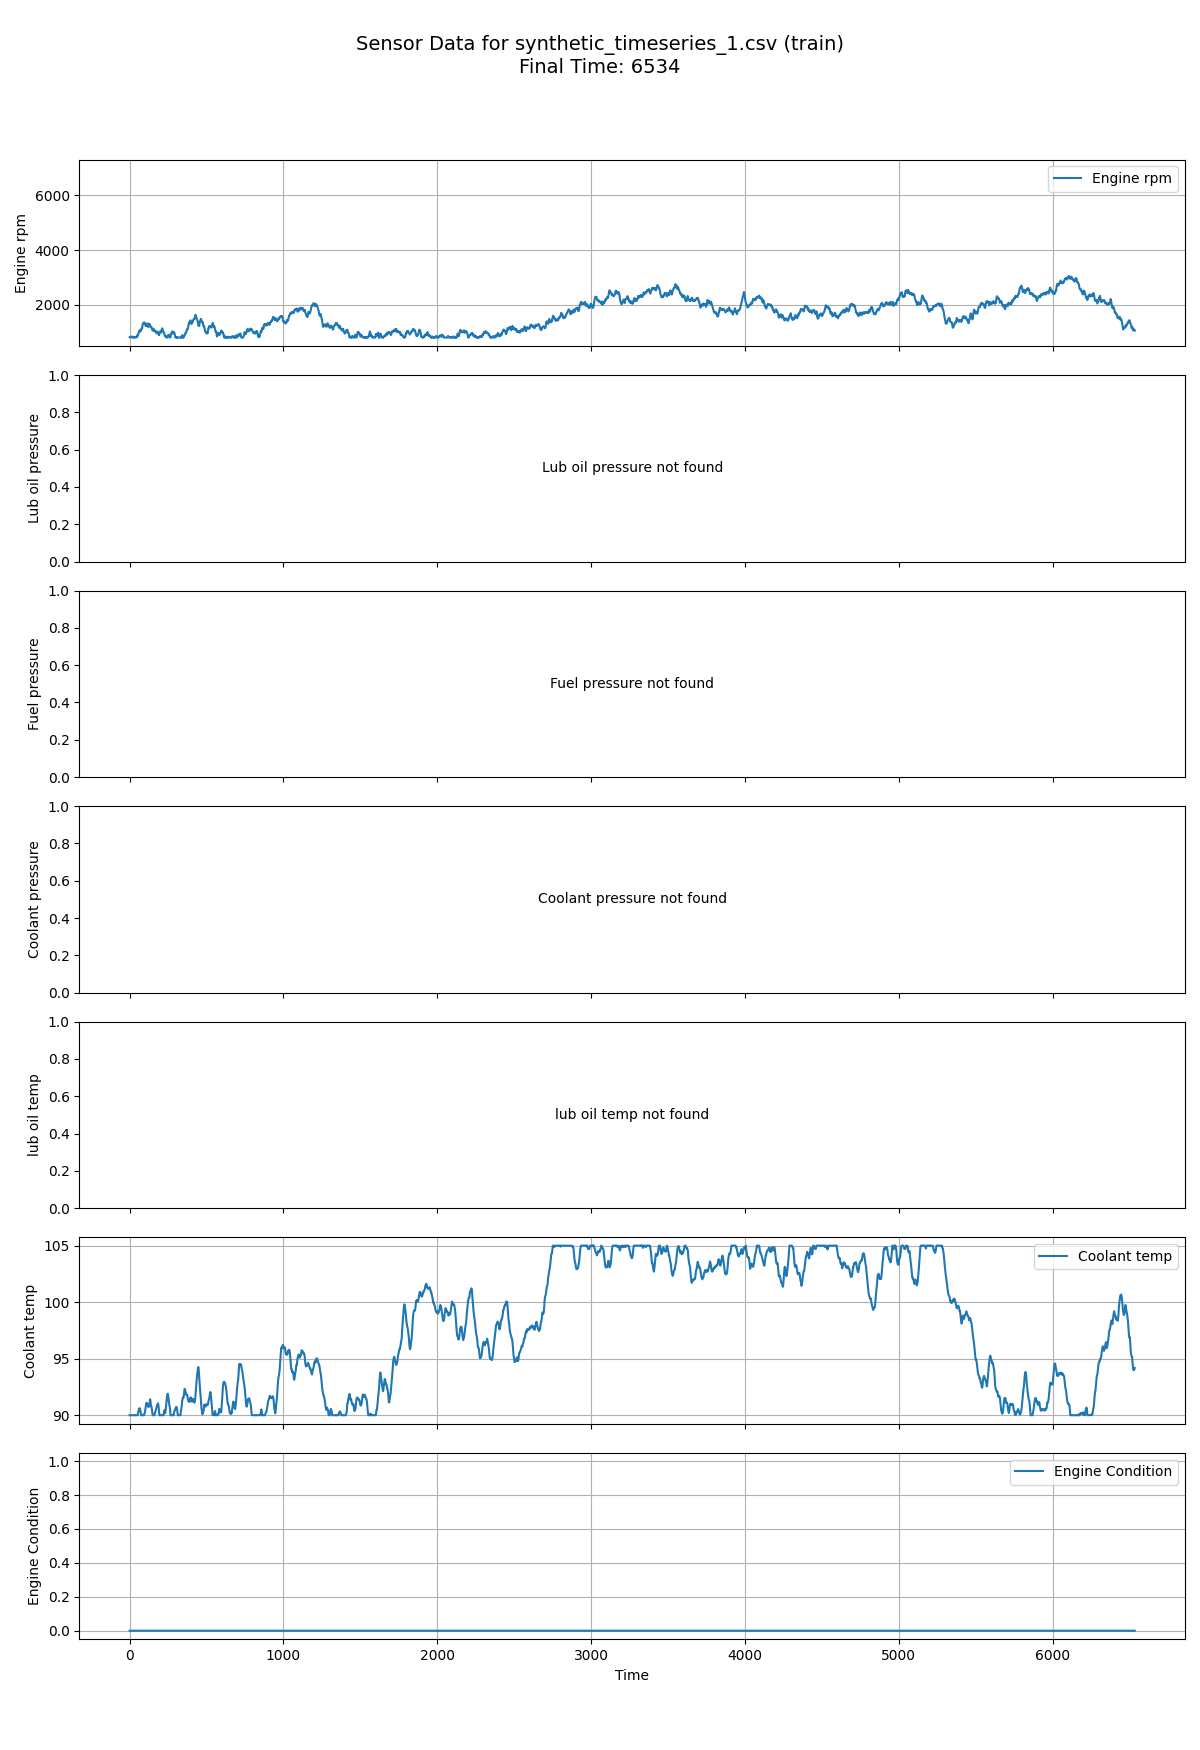 Sensor Data for synthetic_timeseries_1.csv (train)
Final Time: 6534
Engine rpm
6000
4000
2000
Engine rpm
Lub oil pressure
1.0
0.8
0.6
0.4
0.2
0.0
Lub oil pressure not found
Fuel pressure
1.0
0.8
0.6
0.4
0.2
0.0
Fuel pressure not found
Coolant pressure
1.0
0.8
0.6
0.4
0.2
0.0
Coolant pressure not found
lub oil temp
1.0
0.8
0.6
0.4
0.2
0.0
lub oil temp not found
Coolant temp
105
100
95
90
Coolant temp
Engine Condition
1.0
0.8
0.6
0.4
0.2
0.0
Engine Condition
0 1000 2000 3000 4000 5000 6000
Time